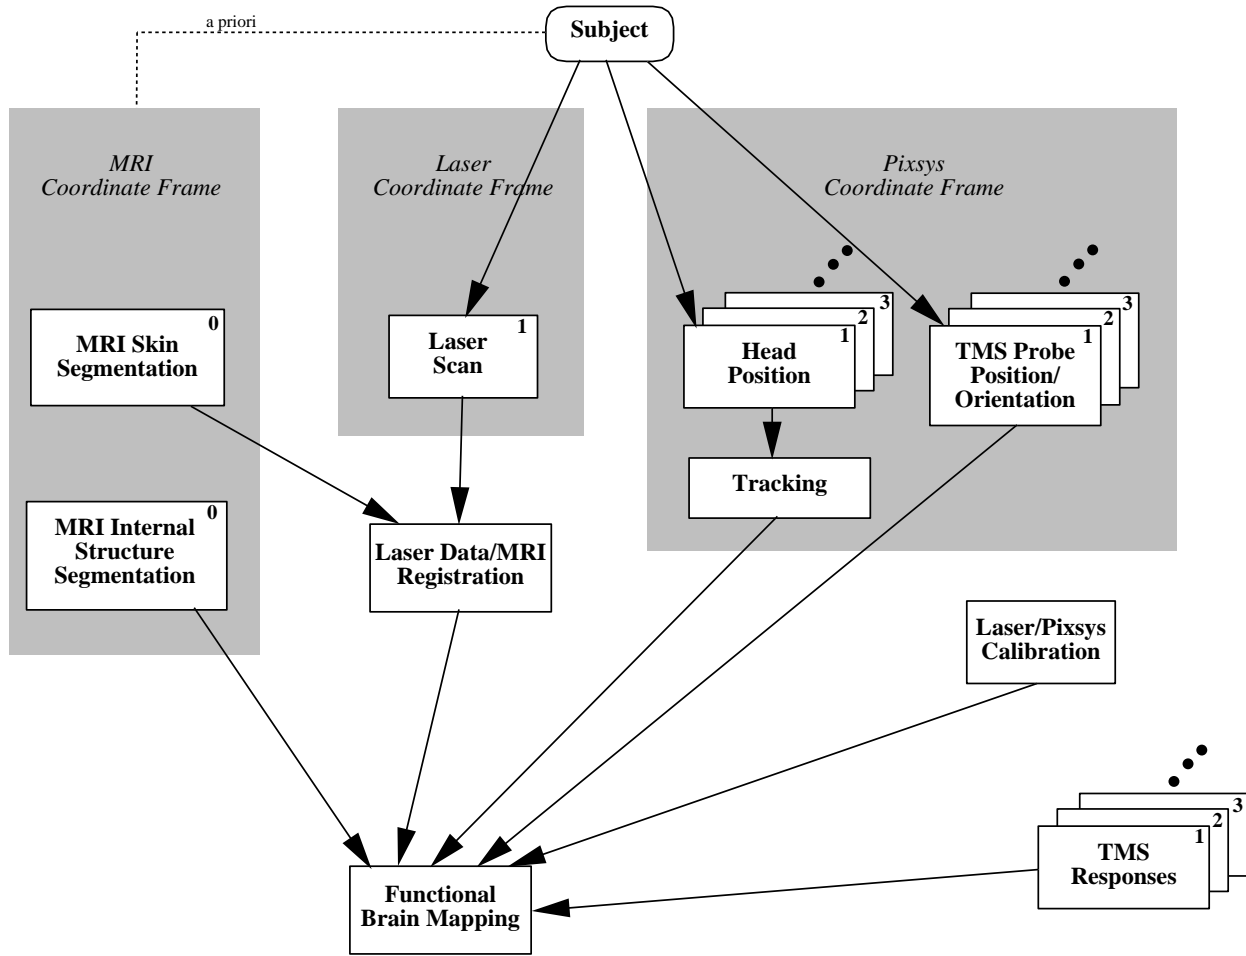 a priori
Subject
MRI
Coordinate Frame
Laser
Coordinate Frame
Pixsys
Coordinate Frame
0
MRI Skin
Segmentation
1
Laser
Scan
3
2
1
Head
Position
3
2
1
TMS Probe
Position/
Orientation
Tracking
0
MRI Internal
Structure
Segmentation
Laser Data/MRI
Registration
Laser/Pixsys
Calibration
3
2
1
TMS
Responses
Functional
Brain Mapping